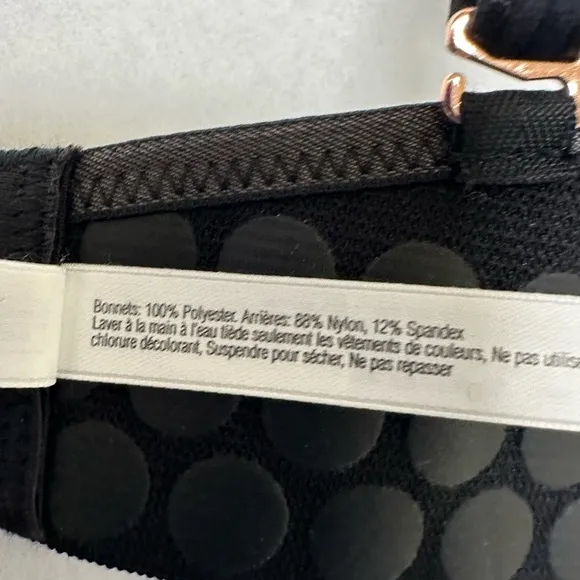 Bonnets: 100% Polyester. Arrières: 88% Nylon, 12% Spandex
Laver à la main à l'eau tiède seulement les vêtements de couleurs, Ne pas utilise
chlorure décolorant, Suspendre pour sécher, Ne pas repasser